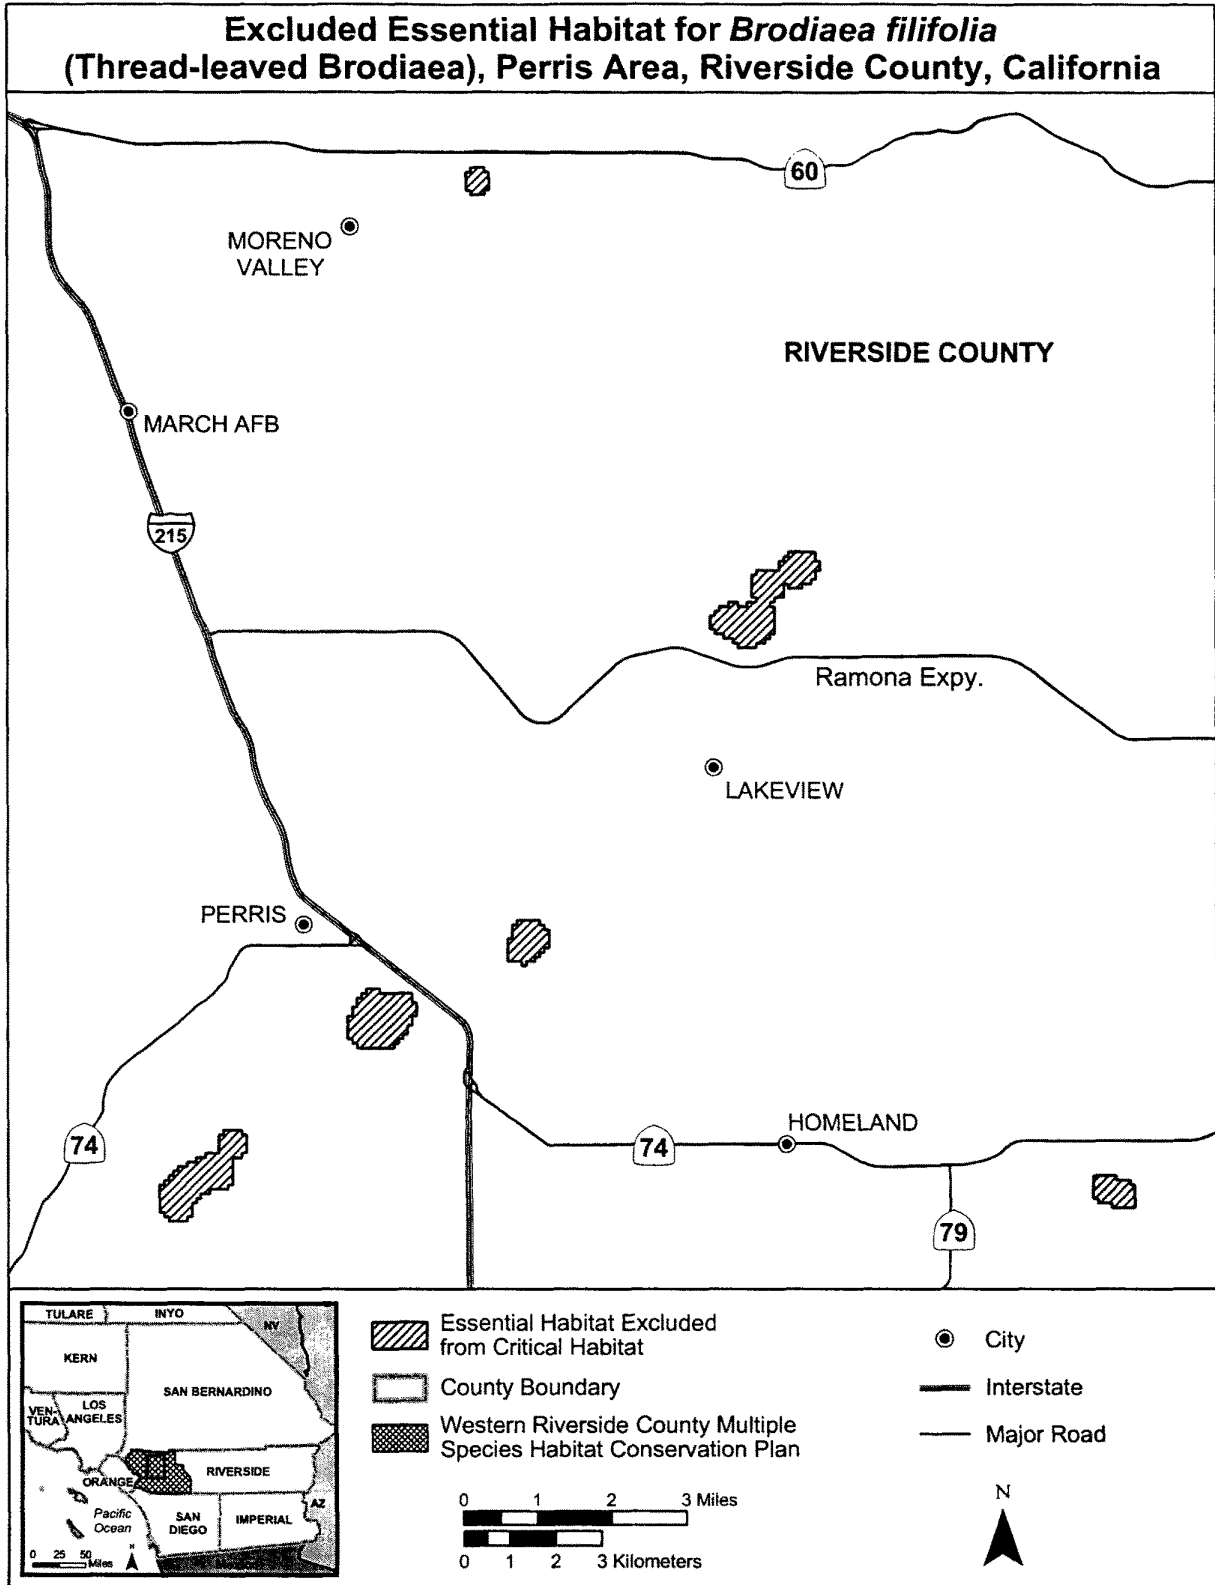 Excluded Essential Habitat for Brodiaea filifolia
(Thread-leaved Brodiaea), Perris Area, Riverside County, California
60
MORENO
VALLEY
RIVERSIDE COUNTY
MARCH AFB
215
Ramona Expy.
LAKEVIEW
PERRIS
HOMELAND
74
74
79
TULARE
INYO
NV
KERN
SAN BERNARDINO
VEN-
TURA
LOS
ANGELES
ORANGE
RIVERSIDE
AZ
Pacific
Ocean
SAN
DIEGO
IMPERIAL
N
0 25 50
Miles
Essential Habitat Excluded
from Critical Habitat
County Boundary
Western Riverside County Multiple
Species Habitat Conservation Plan
City
Interstate
Major Road
0 1 2 3 Miles
0 1 2 3 Kilometers
N